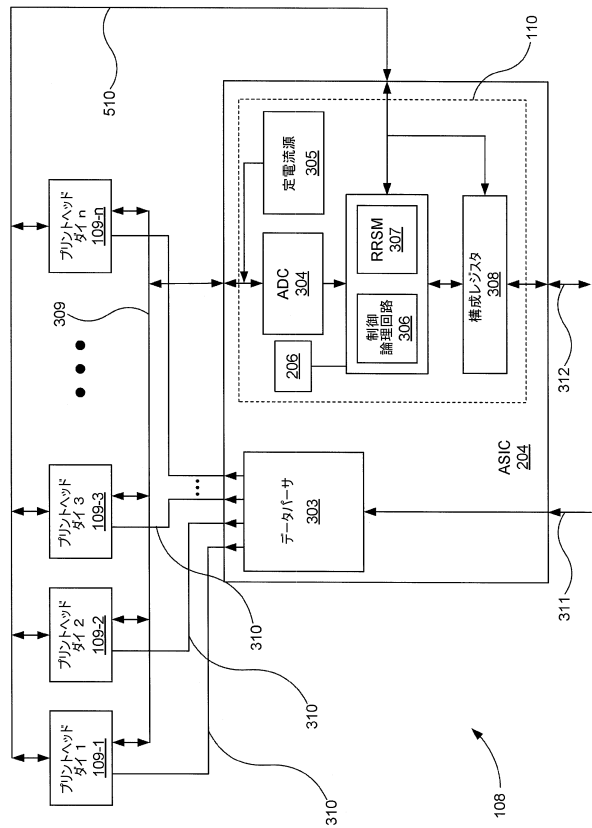 510
プリントヘッド
ダイ 1
109-1
プリントヘッド
ダイ 2
109-2
プリントヘッド
ダイ 3
109-3
プリントヘッド
ダイ n
109-n
309
310
310
310
データパーサ
303
ASIC
204
206
ADC
304
定電流源
305
制御
論理回路
306
RRSM
307
構成レジスタ
308
110
311
312
108